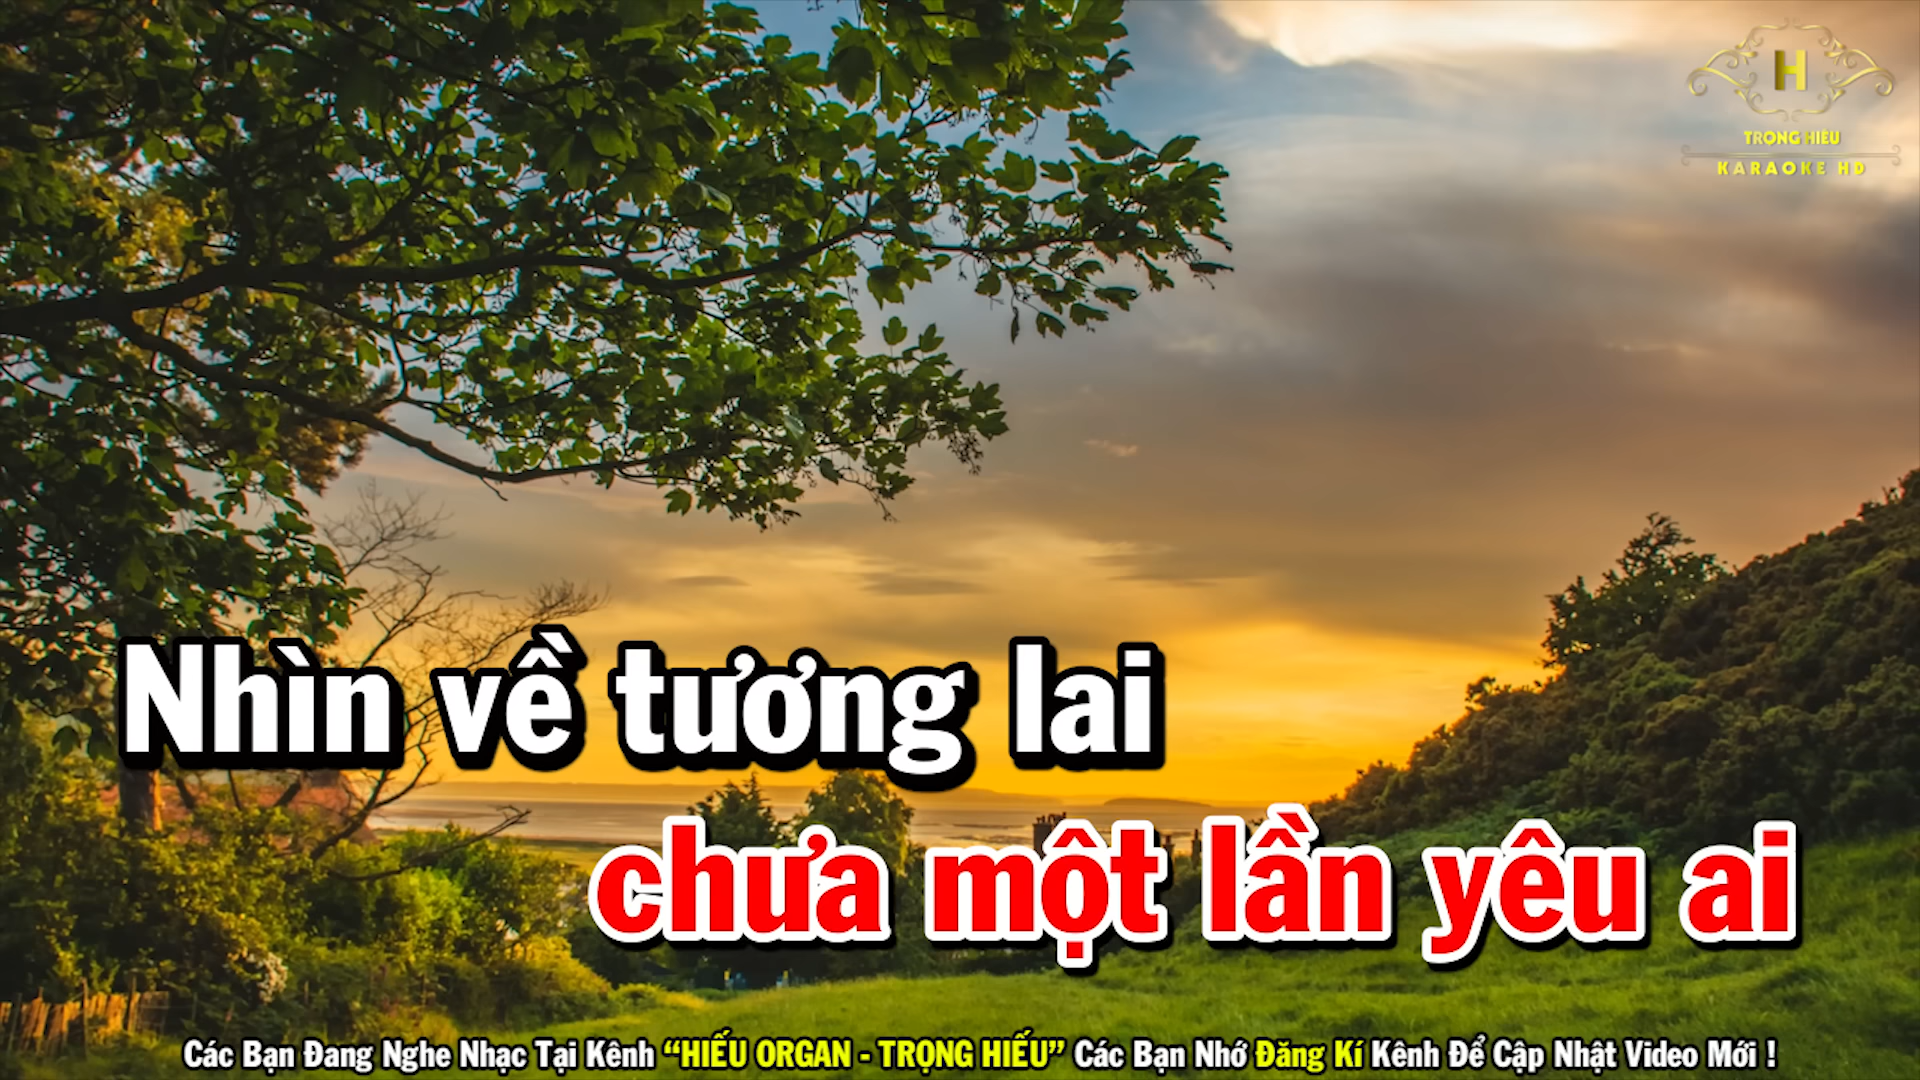 H
TRỌNG HIẾU
KARAOKE HD
Nhìn về tương lai
chưa một lần yêu ai
Các Bạn Đang Nghe Nhạc Tại Kênh “HIẾU ORGAN - TRỌNG HIẾU” Các Bạn Nhớ Đăng Kí Kênh Để Cập Nhật Video Mới !